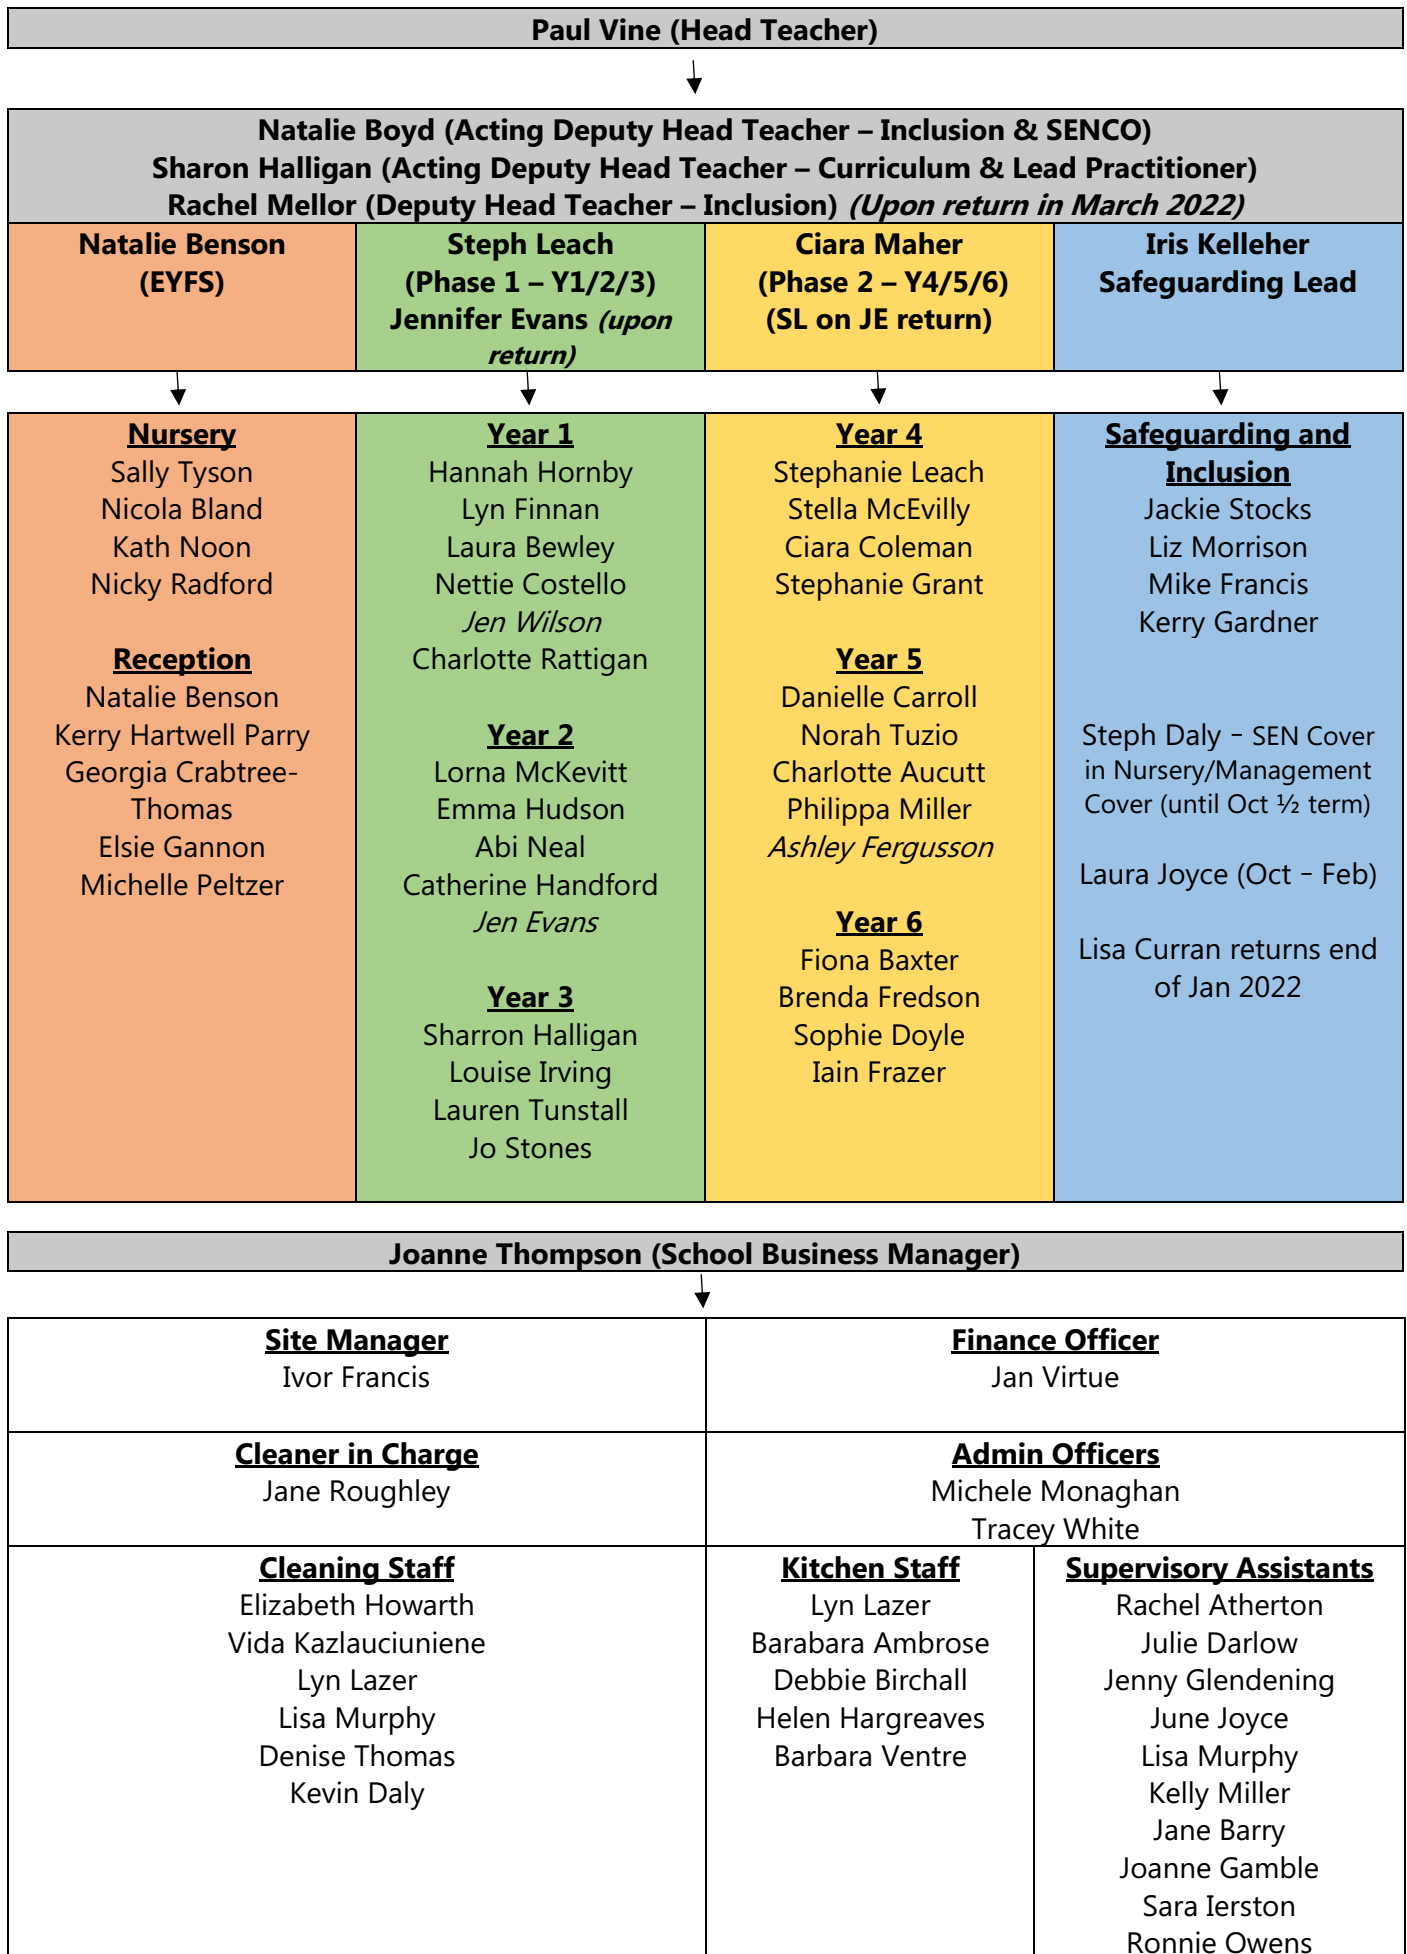 Paul Vine (Head Teacher)
Natalie Boyd (Acting Deputy Head Teacher – Inclusion & SENCO)
Sharon Halligan (Acting Deputy Head Teacher – Curriculum & Lead Practitioner)
Rachel Mellor (Deputy Head Teacher – Inclusion) (Upon return in March 2022)
Natalie Benson
(EYFS)
Steph Leach
(Phase 1 – Y1/2/3)
Jennifer Evans (upon
return)
Ciara Maher
(Phase 2 – Y4/5/6)
(SL on JE return)
Iris Kelleher
Safeguarding Lead
Nursery
Sally Tyson
Nicola Bland
Kath Noon
Nicky Radford
Reception
Natalie Benson
Kerry Hartwell Parry
Georgia Crabtree-
Thomas
Elsie Gannon
Michelle Peltzer
Year 1
Hannah Hornby
Lyn Finnan
Laura Bewley
Nettie Costello
Jen Wilson
Charlotte Rattigan
Year 2
Lorna McKevitt
Emma Hudson
Abi Neal
Catherine Handford
Jen Evans
Year 3
Sharron Halligan
Louise Irving
Lauren Tunstall
Jo Stones
Year 4
Stephanie Leach
Stella McEvilly
Ciara Coleman
Stephanie Grant
Year 5
Danielle Carroll
Norah Tuzio
Charlotte Aucutt
Philippa Miller
Ashley Fergusson
Year 6
Fiona Baxter
Brenda Fredson
Sophie Doyle
Iain Frazer
Safeguarding and
Inclusion
Jackie Stocks
Liz Morrison
Mike Francis
Kerry Gardner
Steph Daly – SEN Cover
in Nursery/Management
Cover (until Oct ½ term)
Laura Joyce (Oct – Feb)
Lisa Curran returns end
of Jan 2022
Joanne Thompson (School Business Manager)
Site Manager
Ivor Francis
Finance Officer
Jan Virtue
Cleaner in Charge
Jane Roughley
Admin Officers
Michele Monaghan
Tracey White
Cleaning Staff
Elizabeth Howarth
Vida Kazlauciuniene
Lyn Lazer
Lisa Murphy
Denise Thomas
Kevin Daly
Kitchen Staff
Lyn Lazer
Barabara Ambrose
Debbie Birchall
Helen Hargreaves
Barbara Ventre
Supervisory Assistants
Rachel Atherton
Julie Darlow
Jenny Glendening
June Joyce
Lisa Murphy
Kelly Miller
Jane Barry
Joanne Gamble
Sara Ierston
Ronnie Owens